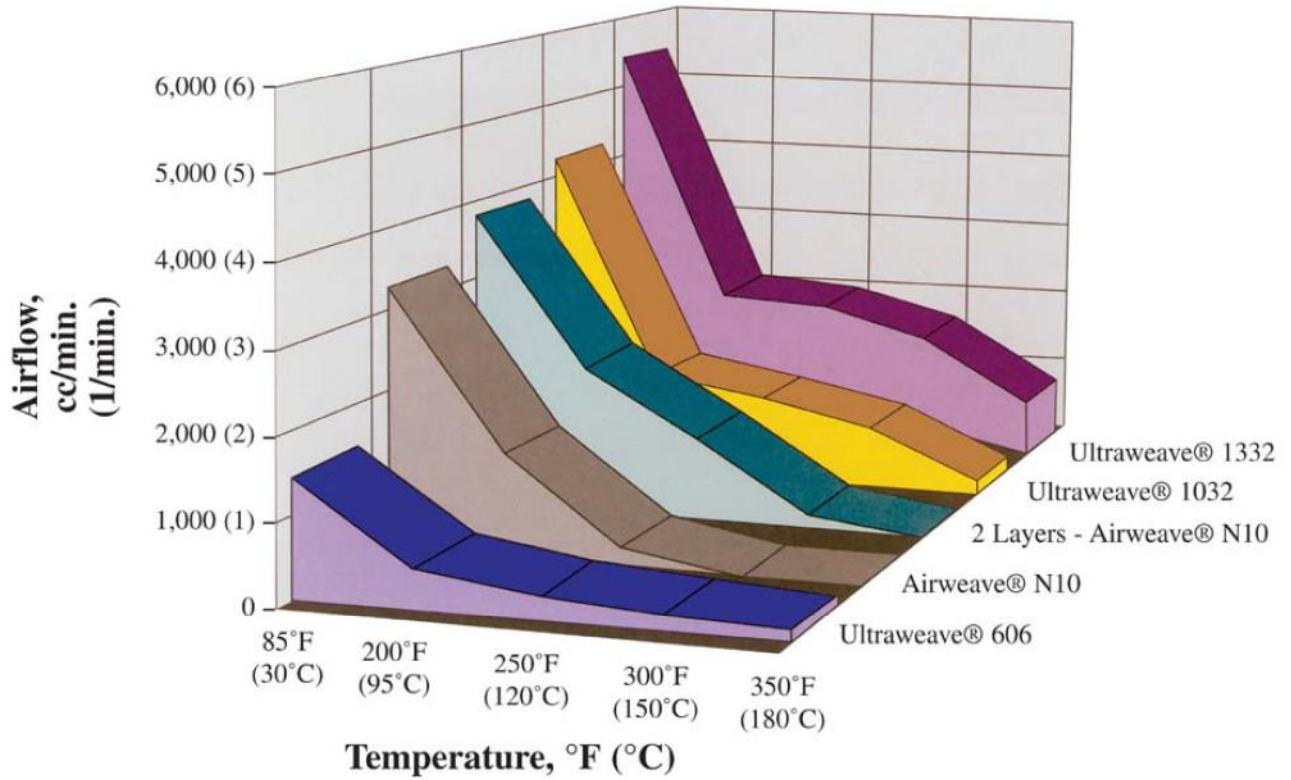 6,000 (6)
5,000 (5)
4,000 (4)
3,000 (3)
2,000 (2)
1,000 (1)
0
Airflow,
cc/min.
(1/min.)
85°F
(30°C)
200°F
(95°C)
250°F
(120°C)
300°F
(150°C)
350°F
(180°C)
Temperature, °F (°C)
Ultraweave® 1332
Ultraweave® 1032
2 Layers - Airweave® N10
Airweave® N10
Ultraweave® 606